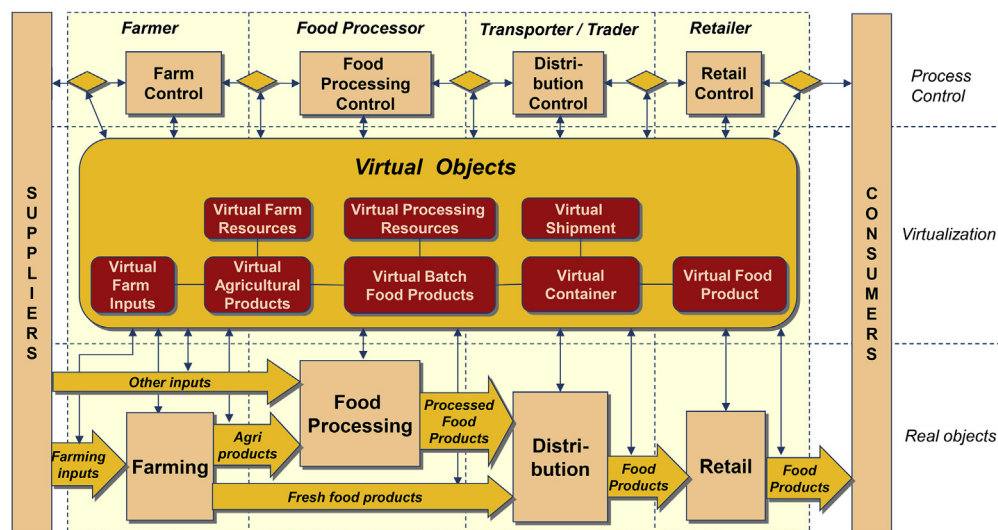 Farmer
Food Processor
Transporter / Trader
Retailer
Farm
Control
Food
Processing
Control
Distri-
bution
Control
Retail
Control
Process
Control
SUPPLIERS
CONSUMERS
Virtual Objects
Virtual Farm
Resources
Virtual Processing
Resources
Virtual
Shipment
Virtualization
Virtual
Farm
Inputs
Virtual
Agricultural
Products
Virtual Batch
Food Products
Virtual
Container
Virtual Food
Product
Other inputs
Food
Processing
Processed
Food
Products
Farming
inputs
Farming
Agri
products
Distri-
bution
Food
Products
Retail
Food
Products
Real objects
Fresh food products